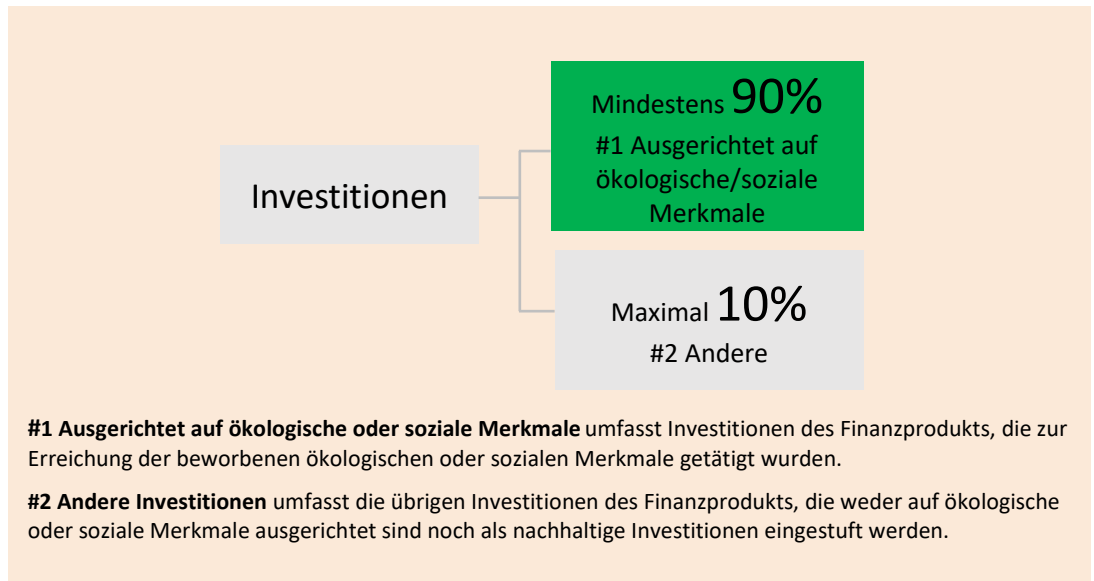 Mindestens 90%
#1 Ausgerichtet auf
ökologische/soziale
Merkmale
Investitionen
Maximal 10%
#2 Andere
#1 Ausgerichtet auf ökologische oder soziale Merkmale umfasst Investitionen des Finanzprodukts, die zur
Erreichung der beworbenen ökologischen oder sozialen Merkmale getätigt wurden.
#2 Andere Investitionen umfasst die übrigen Investitionen des Finanzprodukts, die weder auf ökologische
oder soziale Merkmale ausgerichtet sind noch als nachhaltige Investitionen eingestuft werden.